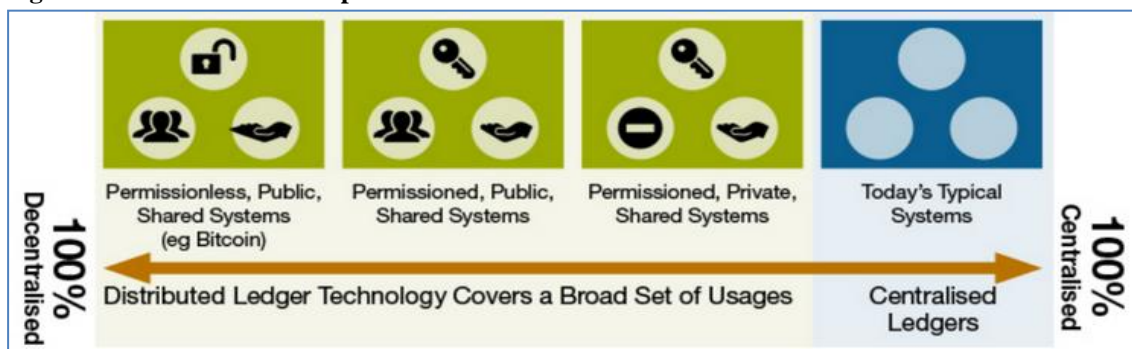 Permissionless, Public,
Shared Systems
(eg Bitcoin)
Permissioned, Public,
Shared Systems
Permissioned, Private,
Shared Systems
Today's Typical
Systems
100%
Decentralised
100%
Centralised
Distributed Ledger Technology Covers a Broad Set of Usages
Centralised
Ledgers